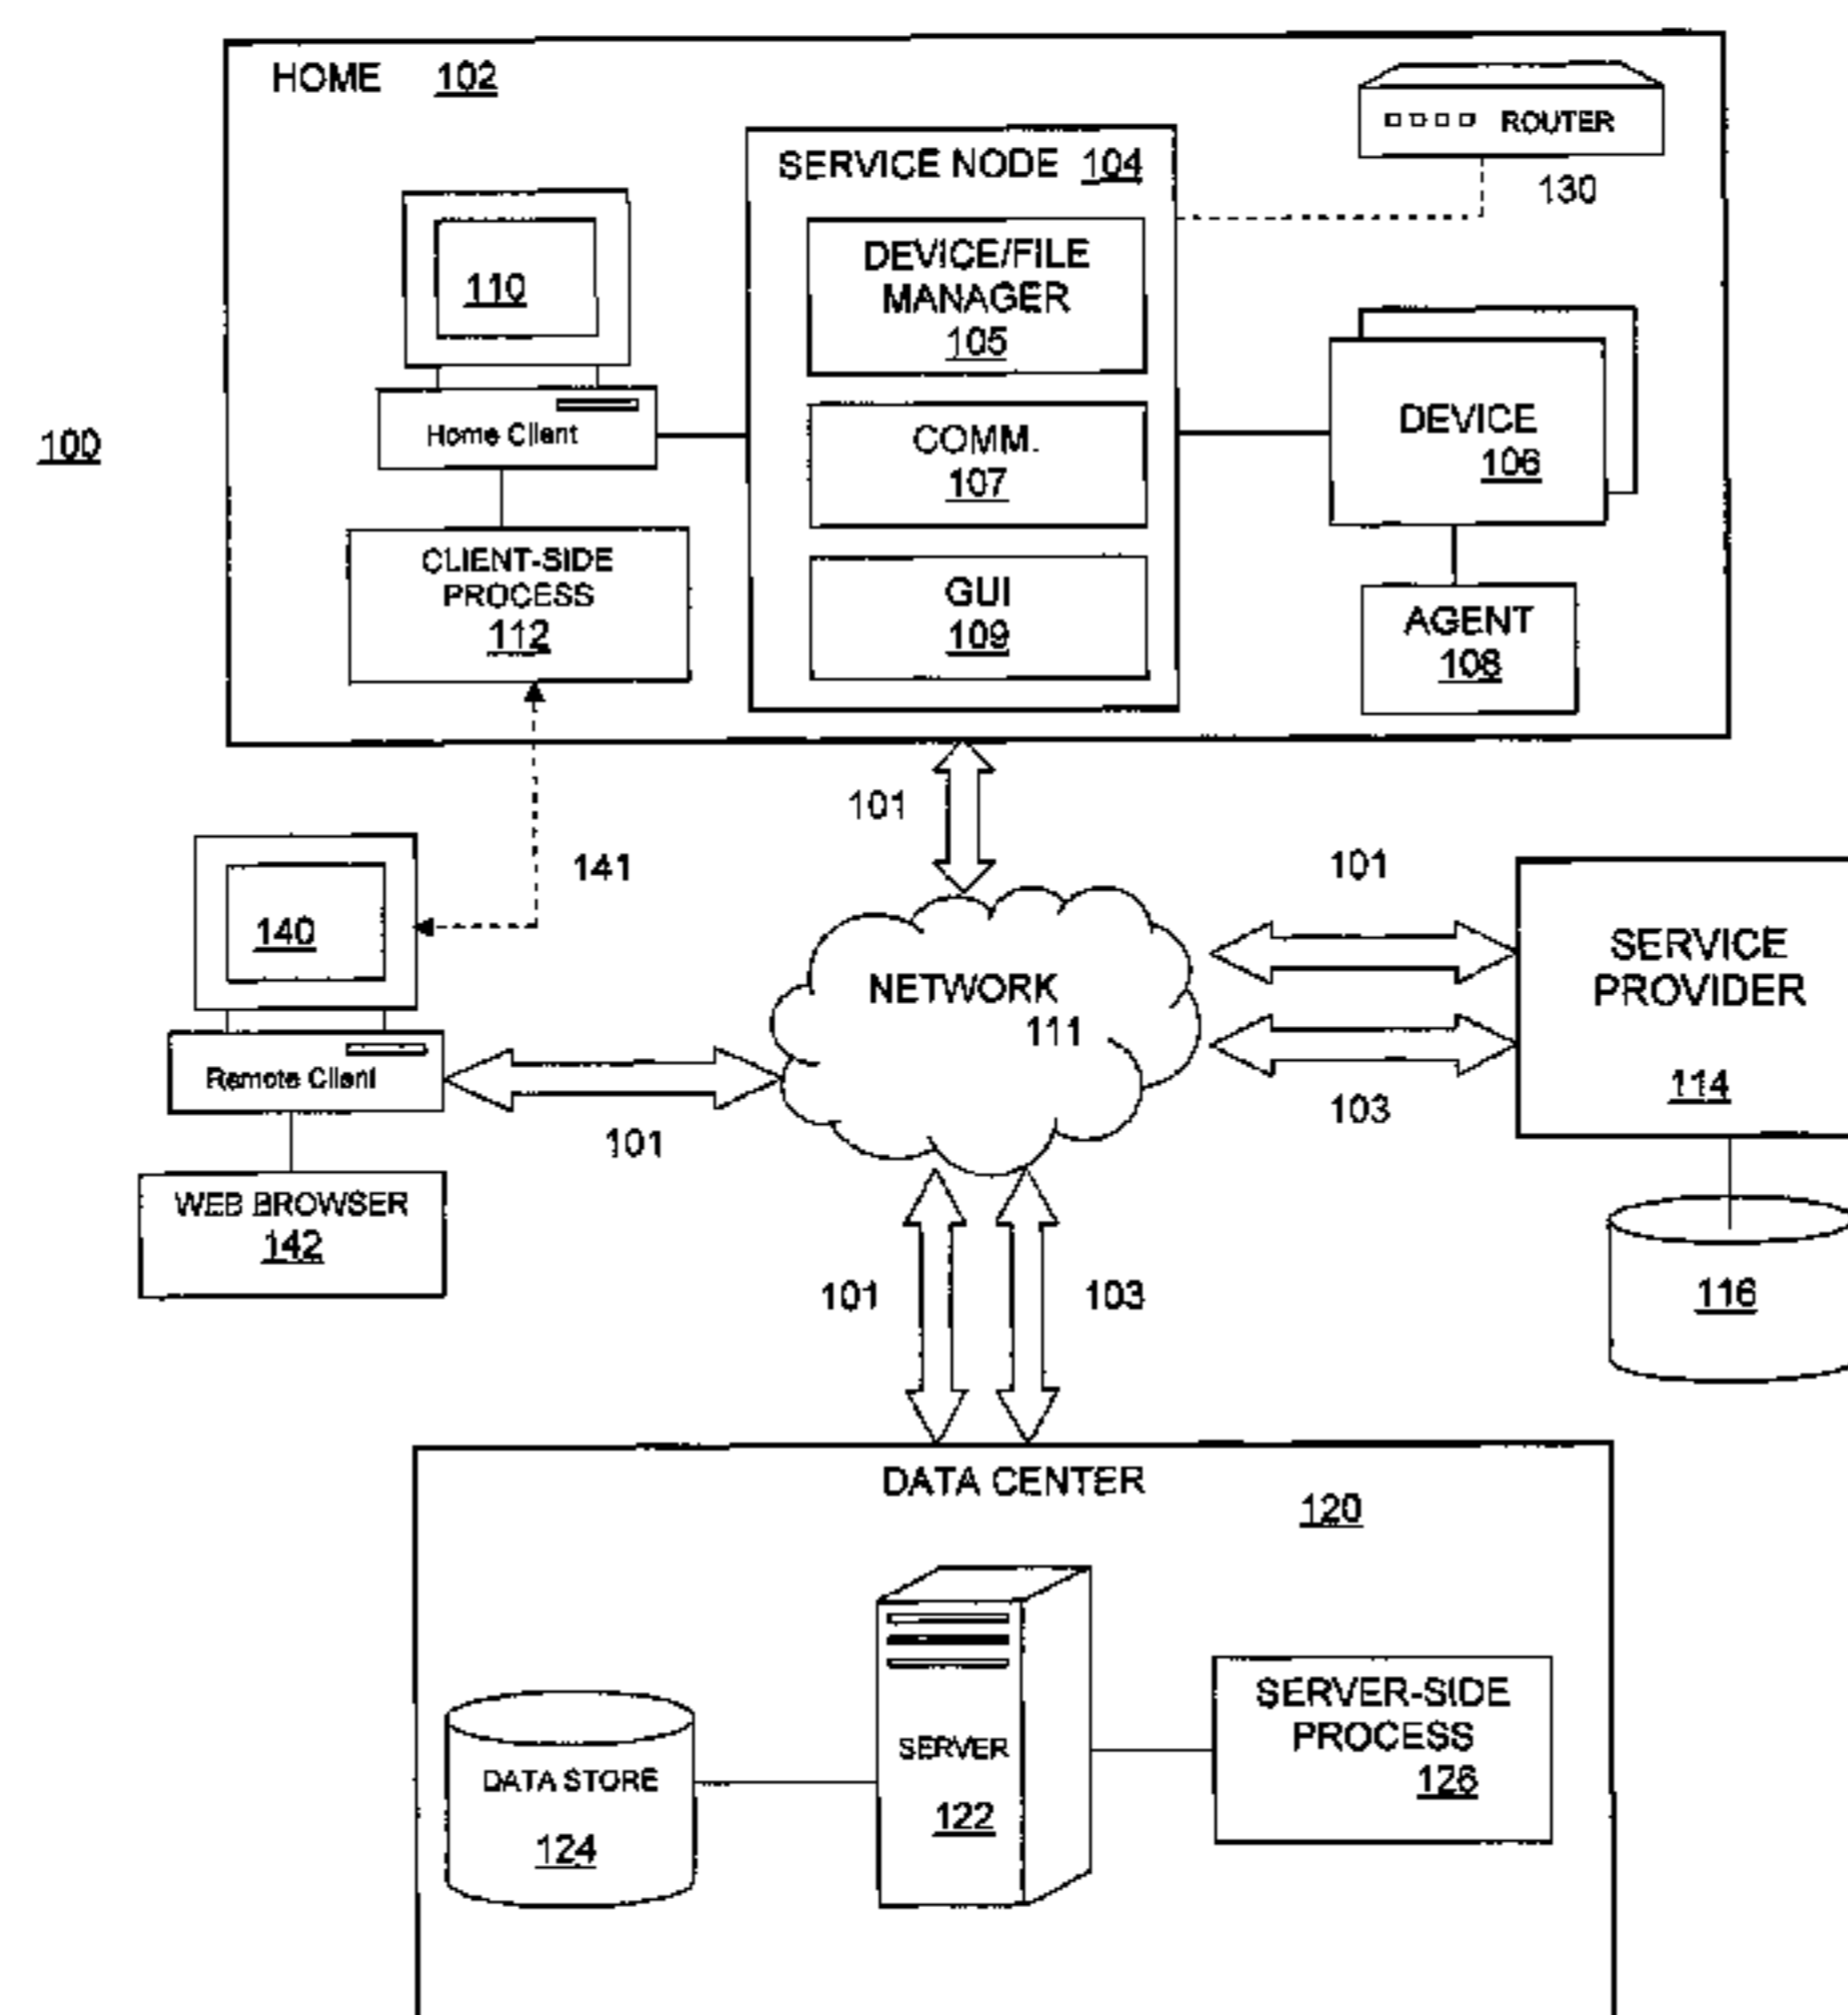 HOME 102
ROUTER
130
SERVICE NODE 104
DEVICE/FILE
MANAGER
105
110
Home Client
COMM.
107
DEVICE
106
100
CLIENT-SIDE
PROCESS
112
GUI
109
AGENT
108
101
141
101
140
NETWORK
111
SERVICE
PROVIDER
114
Remote Client
101
103
WEB BROWSER
142
101
103
116
DATA CENTER
120
SERVER-SIDE
PROCESS
126
SERVER
122
DATA STORE
124